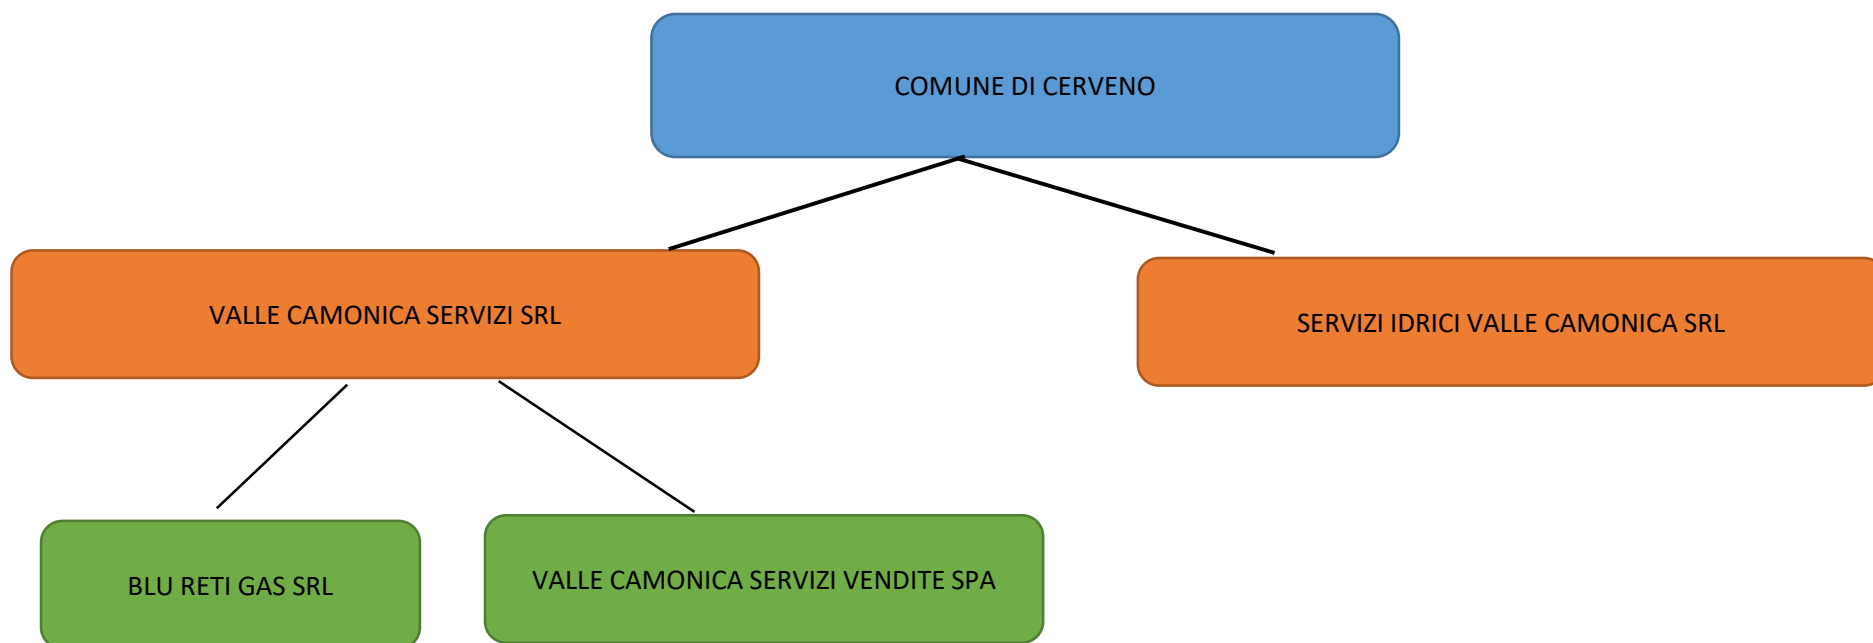 COMUNE DI CERVENO
VALLE CAMONICA SERVIZI SRL
SERVIZI IDRICI VALLE CAMONICA SRL
BLU RETI GAS SRL
VALLE CAMONICA SERVIZI VENDITE SPA